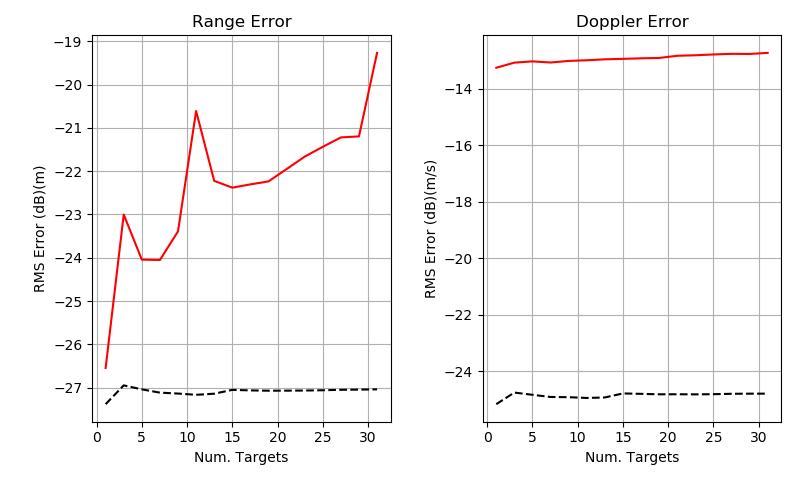 Range Error
Doppler Error
RMS Error (dB)(m)
−19
−20
−21
−22
−23
−24
−25
−26
−27
0 5 10 15 20 25 30
Num. Targets
RMS Error (dB)(m/s)
−14
−16
−18
−20
−22
−24
0 5 10 15 20 25 30
Num. Targets